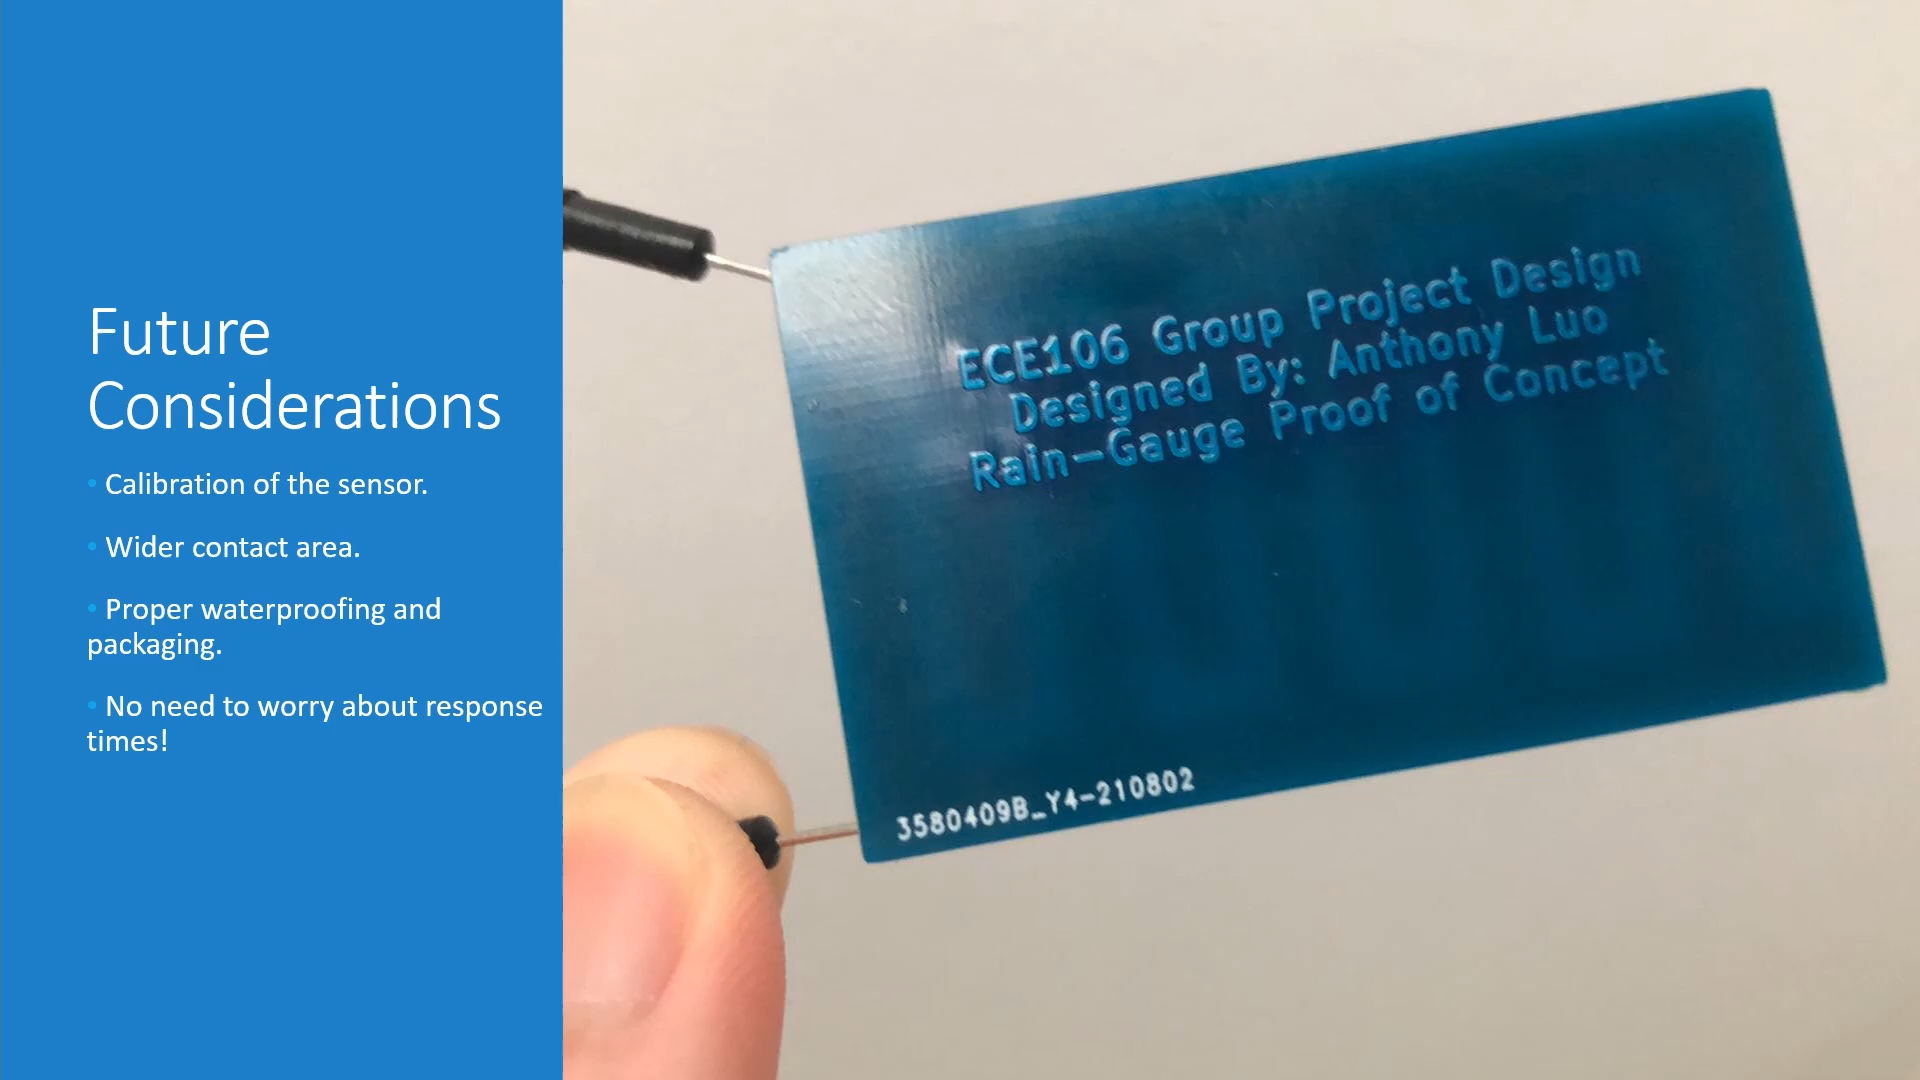 Future
Considerations
• Calibration of the sensor.
• Wider contact area.
• Proper waterproofing and
packaging.
• No need to worry about response
times!
ECE106 Group Project Design
Designed By: Anthony Luo
Rain-Gauge Proof of Concept
3580409B_Y4-210802